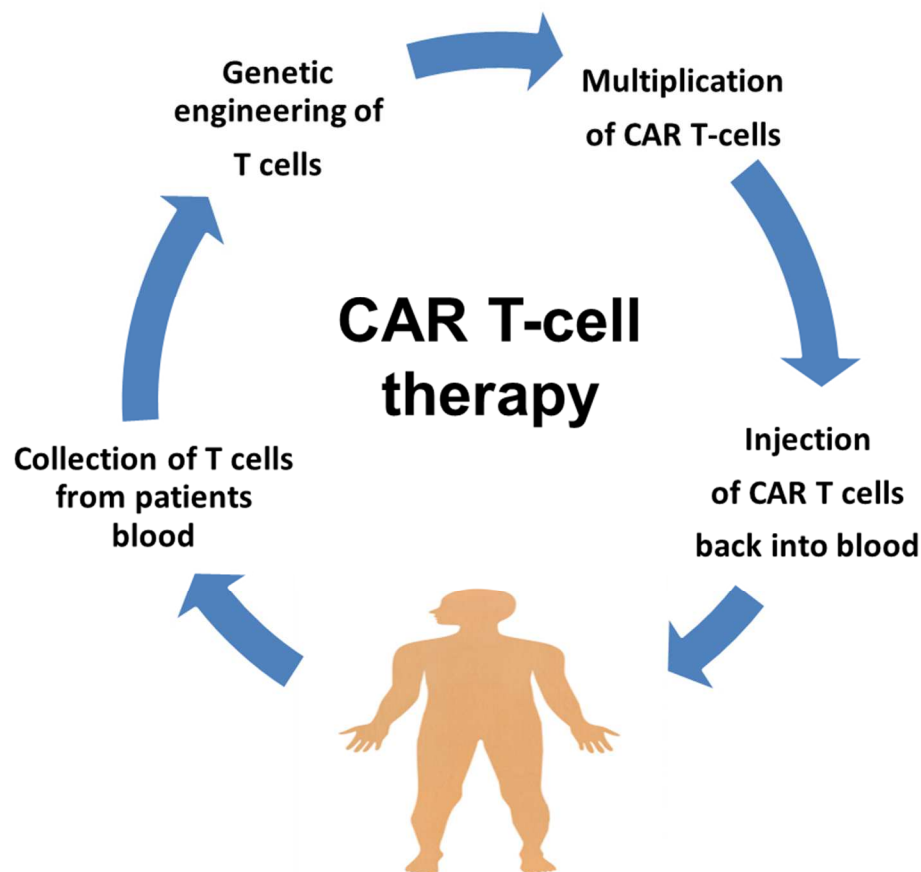 Genetic
engineering of
T cells
Multiplication
of CAR T-cells
CAR T-cell
therapy
Collection of T cells
from patients
blood
Injection
of CAR T cells
back into blood